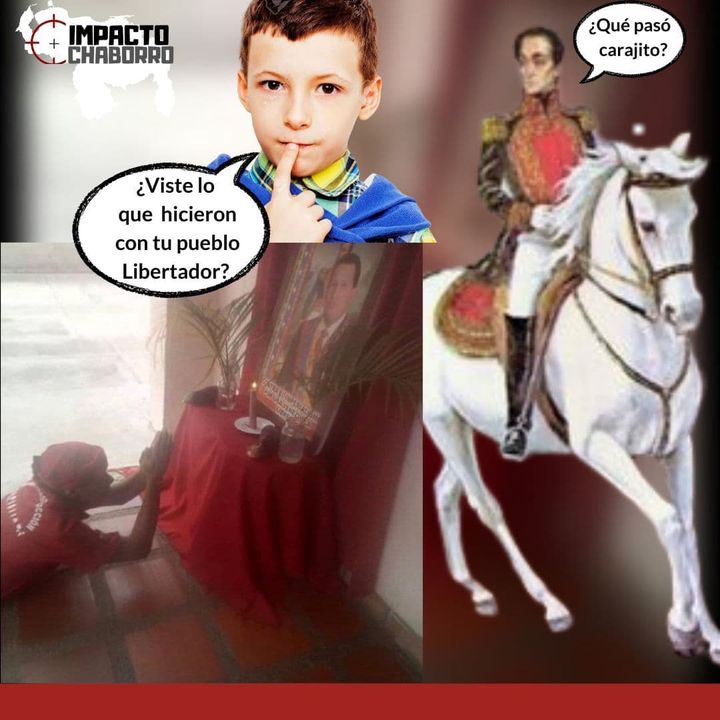 IMPACTO
CHABORRO
¿Qué pasó
carajito?
¿Viste lo
que hicieron
con tu pueblo
Libertador?